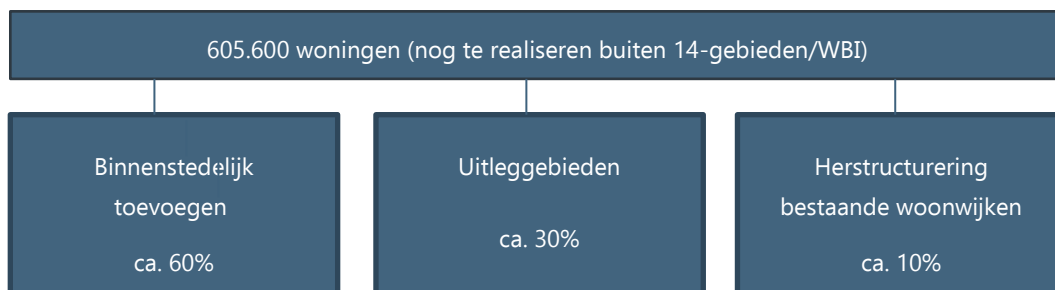 605.600 woningen (nog te realiseren buiten 14-gebieden/WBI)
Binnenstedelijk
toevoegen
ca. 60%
Uitleggebieden
ca. 30%
Herstructurering
bestaande woonwijken
ca. 10%